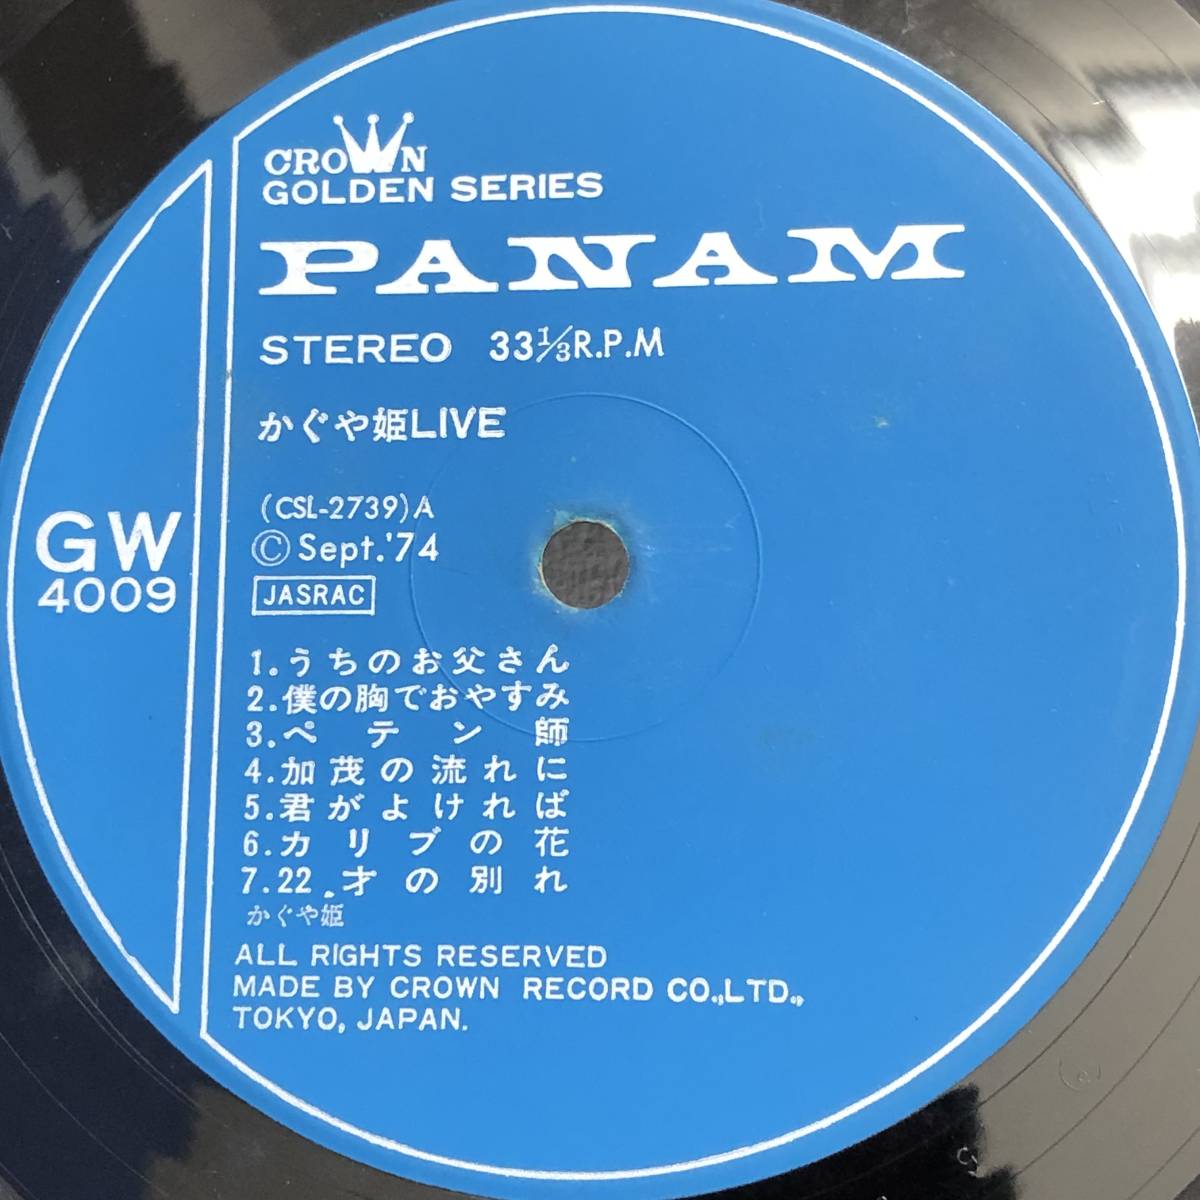 CROWN
GOLDEN SERIES
PANAM
STEREO 33⅓R.P.M
かぐや姫LIVE
(CSL-2739)A
© Sept.'74
JASRAC
GW
4009
1.うちのお父さん
2.僕の胸でおやすみ
3.ペテン師
4.加茂の流れに
5.君がよければ
6.カリブの花
7.22.才の別れ
かぐや姫
ALL RIGHTS RESERVED
MADE BY CROWN RECORD CO.,LTD.,
TOKYO, JAPAN.